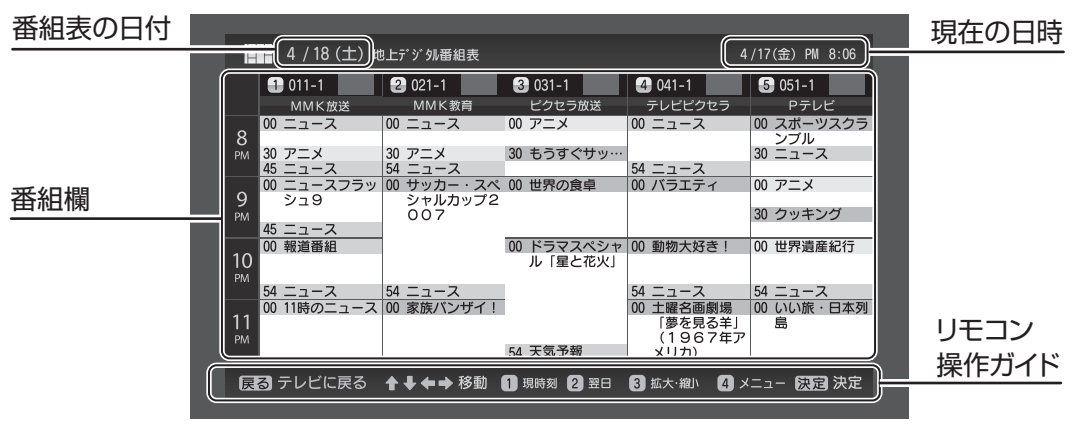 番組表の日付
現在の日時
4 /18 (土) 地上デジタル番組表
4 /17(金) PM 8:06
1 011-1 2 021-1 3 031-1 4 041-1 5 051-1
MMK放送 MMK教育 ピクセラ放送 テレビピクセラ Pテレビ
8 PM
00 ニュース
30 アニメ
45 ニュース
00 ニュース
30 アニメ
54 ニュース
00 アニメ
30 もうすぐサッ…
00 ニュース
54 ニュース
00 スポーツスクラ
ンブル
30 ニュース
番組欄
9 PM
00 ニュースフラッ
シュ9
45 ニュース
00 サッカー・スペ
シャルカップ2
007
00 世界の食卓
00 バラエティ
00 アニメ
30 クッキング
10 PM
00 報道番組
54 ニュース
54 ニュース
00 ドラマスペシャ
ル「星と花火」
00 動物大好き！
54 ニュース
00 世界遺産紀行
54 ニュース
11 PM
00 11時のニュース
00 家族バンザイ！
54 天気予報
00 土曜名画劇場
「夢を見る羊」
(1967年ア
メリカ)
00 いい旅・日本列
島
リモコン
操作ガイド
戻る テレビに戻る ↑↓←→ 移動 1 現時刻 2 翌日 3 拡大・縮小 4 メニュー 決定 決定